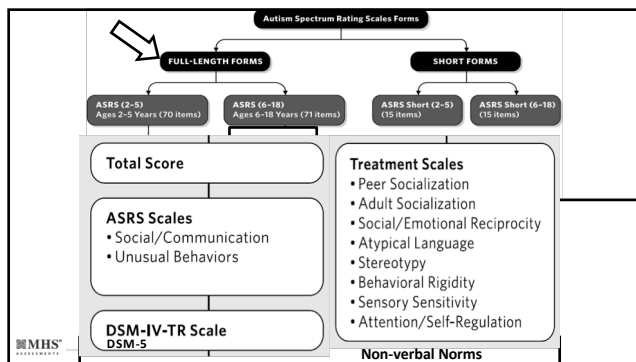 Autism Spectrum Rating Scales Forms
FULL-LENGTH FORMS
SHORT FORMS
ASRS (2–5)
Ages 2–5 Years (70 items)
ASRS (6–18)
Ages 6–18 Years (71 items)
ASRS Short (2–5)
(15 items)
ASRS Short (6–18)
(15 items)
Total Score
ASRS Scales
• Social/Communication
• Unusual Behaviors
DSM-IV-TR Scale
DSM-5
Treatment Scales
• Peer Socialization
• Adult Socialization
• Social/Emotional Reciprocity
• Atypical Language
• Stereotypy
• Behavioral Rigidity
• Sensory Sensitivity
• Attention/Self-Regulation
Non-verbal Norms
MHS
ASSESSMENTS